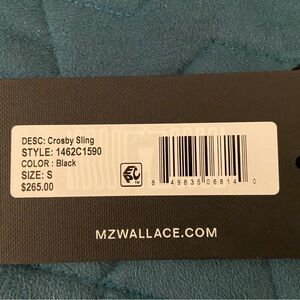 DESC: Crosby Sling
STYLE: 1462C1590
COLOR : Black
SIZE: S
$265.00
8 49835 06814 0
MZWALLACE.COM